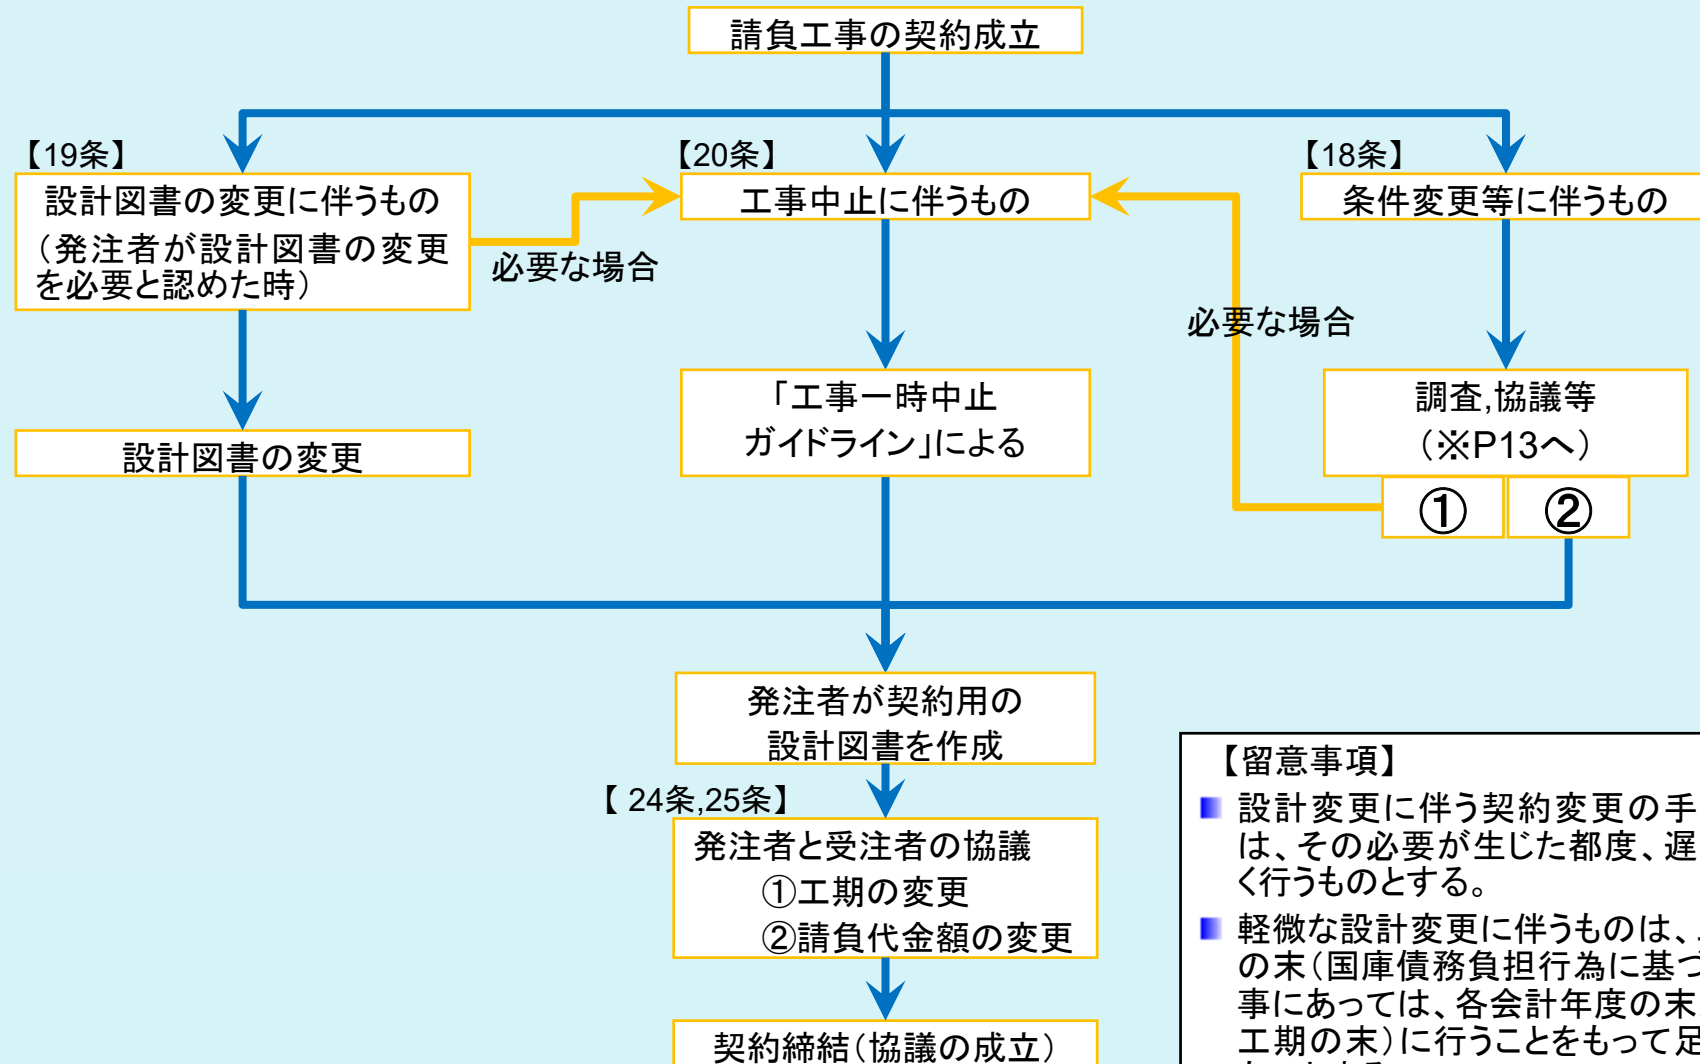 請負工事の契約成立
【19条】
設計図書の変更に伴うもの
（発注者が設計図書の変更
を必要と認めた時）
必要な場合
【20条】
工事中止に伴うもの
【18条】
条件変更等に伴うもの
必要な場合
設計図書の変更
「工事一時中止
ガイドライン」による
調査,協議等
（※P13へ）
① ②
発注者が契約用の
設計図書を作成
【 24条,25条】
発注者と受注者の協議
①工期の変更
②請負代金額の変更
契約締結（協議の成立）
【留意事項】
設計変更に伴う契約変更の手
は、その必要が生じた都度、遅
く行うものとする。
軽微な設計変更に伴うものは、
の末（国庫債務負担行為に基づ
事にあっては、各会計年度の末
工期の末）に行うことをもって足